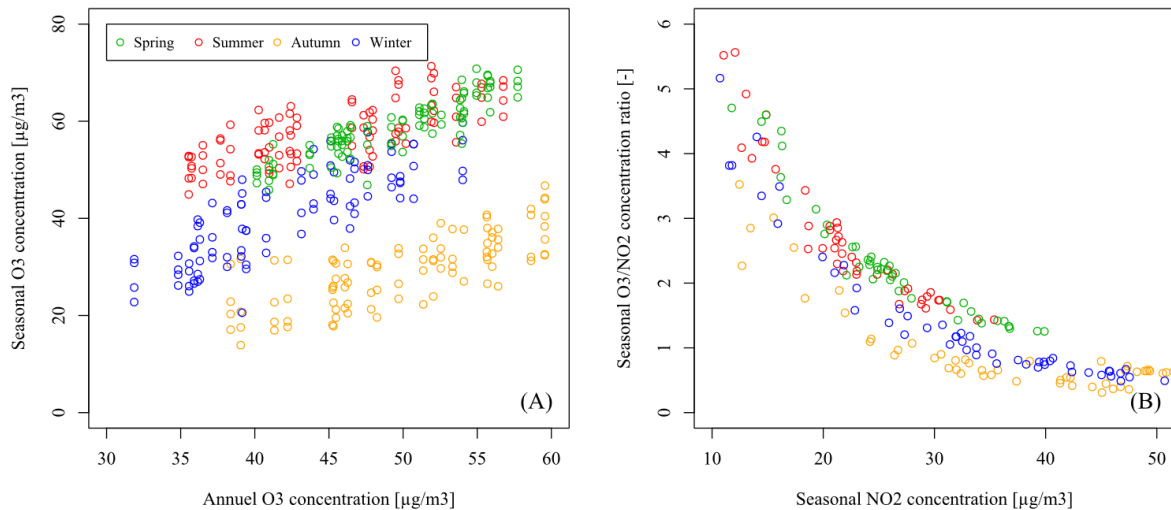 Seasonal O3 concentration [µg/m3]
0 20 40 60 80
Spring Summer Autumn Winter
(A)
30 35 40 45 50 55 60
Annuel O3 concentration [µg/m3]
Seasonal O3/NO2 concentration ratio [-]
0 1 2 3 4 5 6
(B)
10 20 30 40 50
Seasonal NO2 concentration [µg/m3]